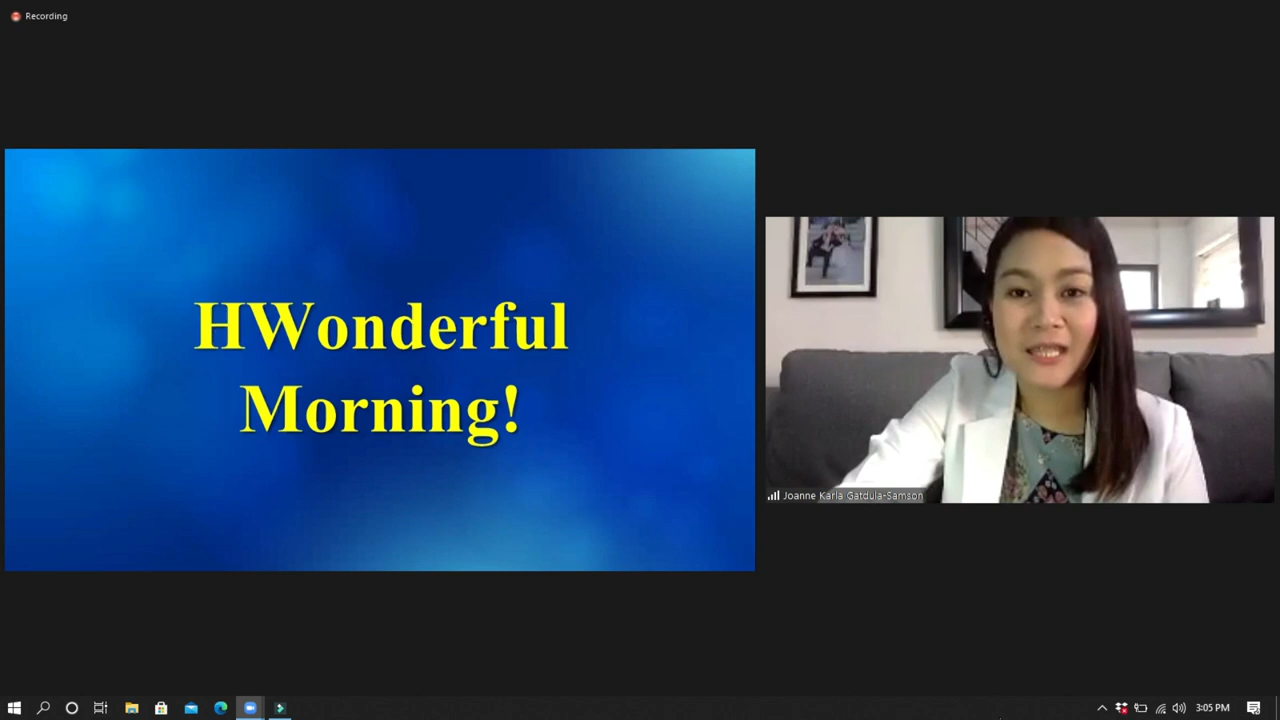 Recording
HWonderful
Morning!
Joanne Karla Gatdula-Samson
3:05 PM